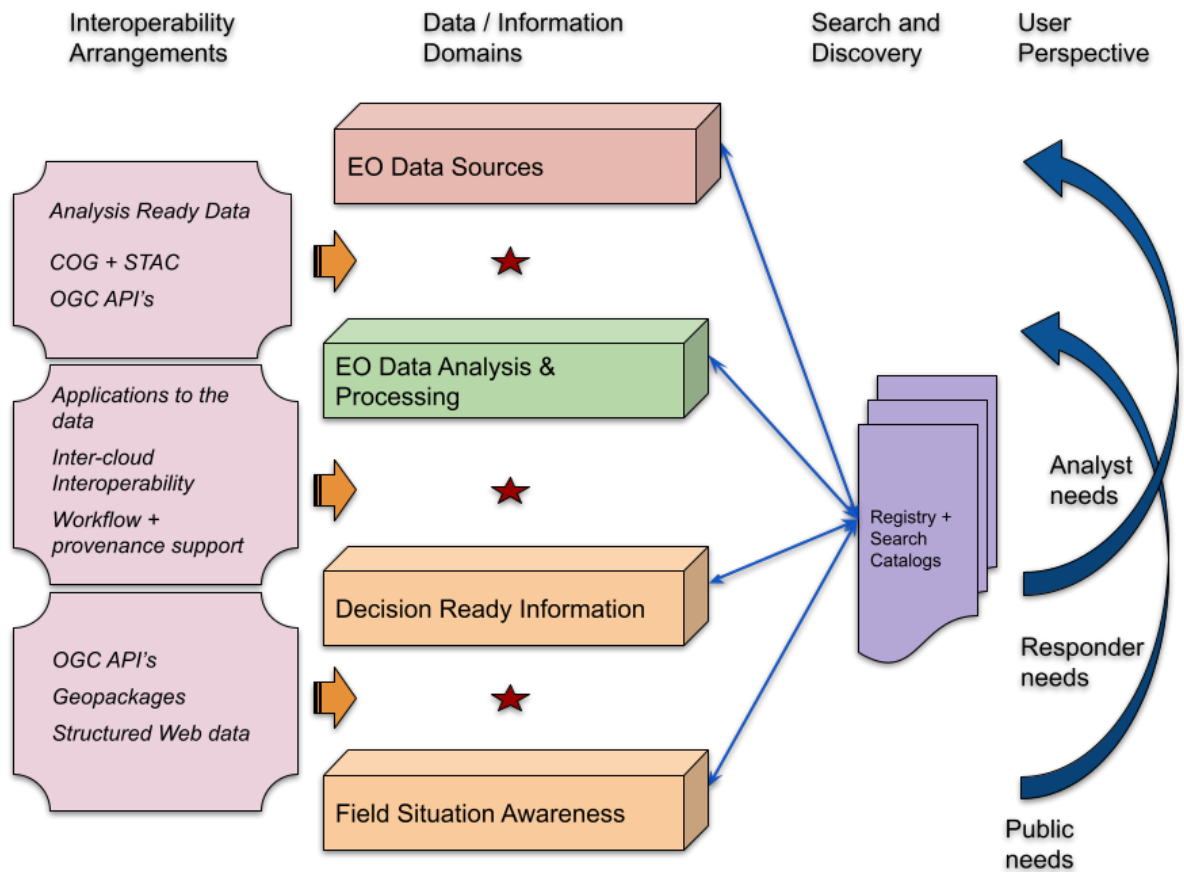 Interoperability
Arrangements
Data / Information
Domains
Search and
Discovery
User
Perspective
Analysis Ready Data
COG + STAC
OGC API's
Applications to the
data
Inter-cloud
Interoperability
Workflow +
provenance support
OGC API's
Geopackages
Structured Web data
EO Data Sources
EO Data Analysis &
Processing
Decision Ready Information
Field Situation Awareness
Registry +
Search
Catalogs
Analyst
needs
Responder
needs
Public
needs